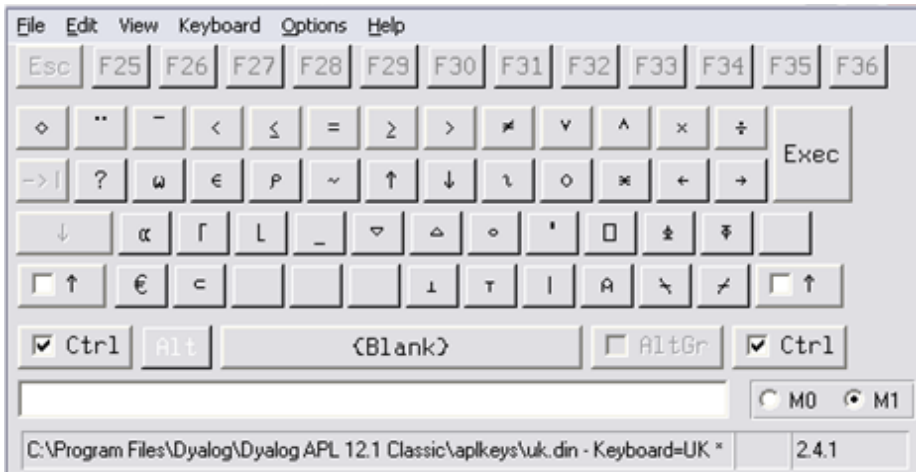 File Edit View Keyboard Options Help
Esc F25 F26 F27 F28 F29 F30 F31 F32 F33 F34 F35 F36
⋄ ¨ ¯ < ≤ = ≥ > ≠ ∨ ∧ × ÷
Exec
->| ? ⍵ ∊ ⍴ ~ ↑ ↓ ⍳ ○ ⍟ ← →
↓ ⍺ ⌈ ⌊ _ ∇ ∆ ∘ ' ⎕ ⍎ ⍕
↑ € ⊂ ⊥ ⊤ | ⍝ ⍀ ⌿ ↑
Ctrl Alt {Blank} AltGr Ctrl
M0 M1
C:\Program Files\Dyalog\Dyalog APL 12.1 Classic\aplkeys\uk.din - Keyboard=UK * 2.4.1